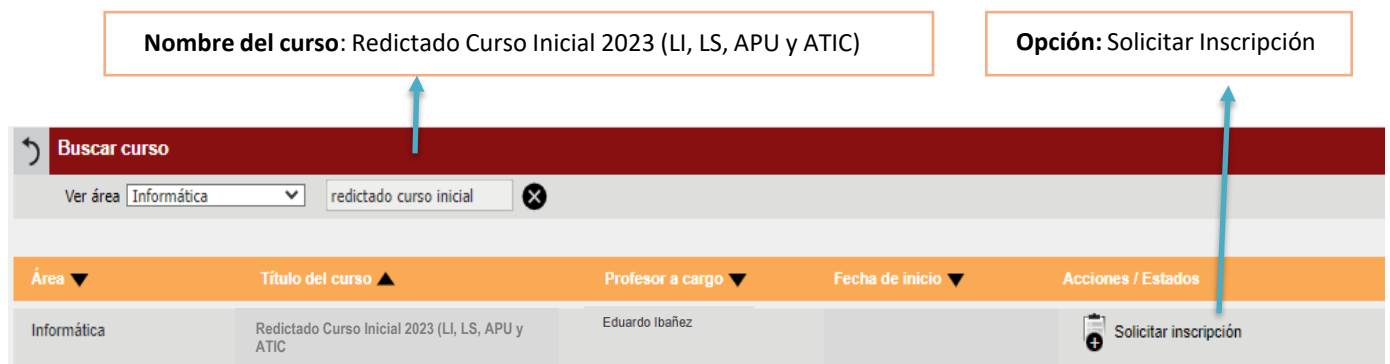 Nombre del curso: Redictado Curso Inicial 2023 (LI, LS, APU y ATIC)
Opción: Solicitar Inscripción
Buscar curso
Ver área Informática redictado curso inicial
Área Título del curso Profesor a cargo Fecha de inicio Acciones / Estados
Informática Redictado Curso Inicial 2023 (LI, LS, APU y Eduardo Ibañez Solicitar inscripción
ATIC